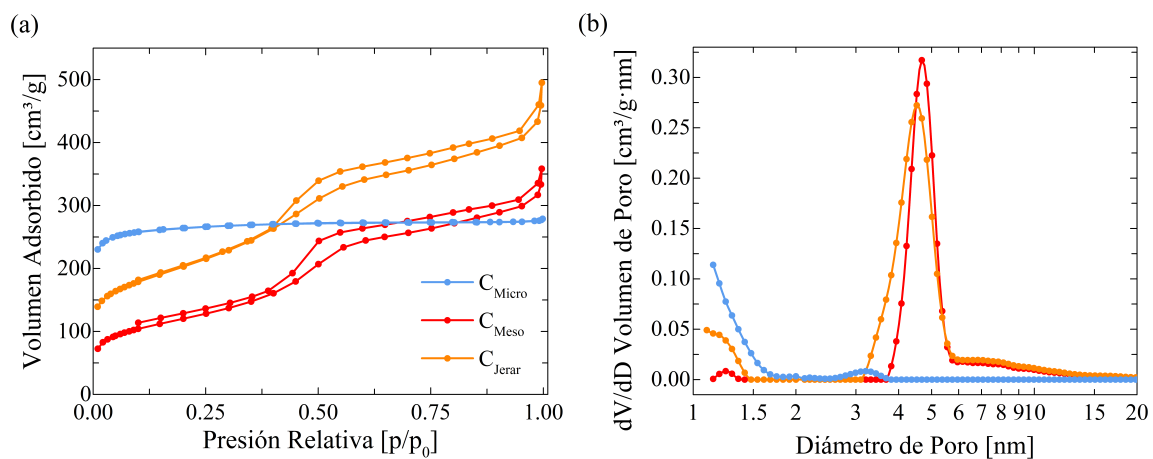 (a)
Volumen Adsorbido [cm³/g]
500
400
300
200
100
0
0.00 0.25 0.50 0.75 1.00
Presión Relativa [p/p₀]
C_Micro
C_Meso
C_Jerar
(b)
dV/dD Volumen de Poro [cm³/g·nm]
0.30
0.25
0.20
0.15
0.10
0.05
0.00
1 1.5 2 3 4 5 6 7 8 9 10 15 20
Diámetro de Poro [nm]